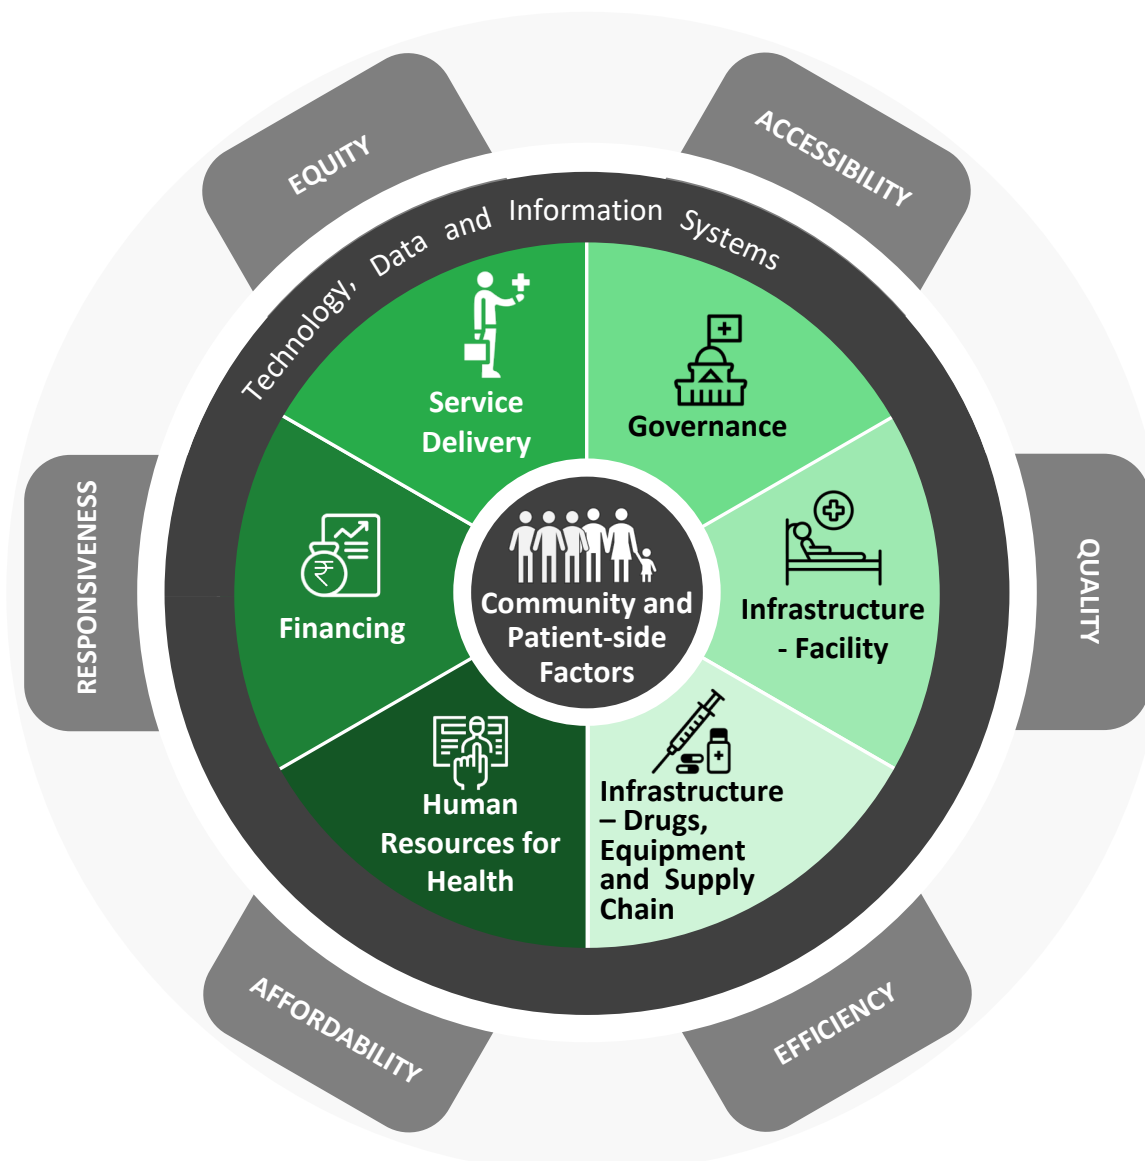 EQUITY
ACCESSIBILITY
Technology, Data and Information Systems
Service
Delivery
Governance
RESPONSIVENESS
QUALITY
Financing
Community and
Patient-side
Factors
Infrastructure
- Facility
₹
Human
Resources for
Health
Infrastructure
– Drugs,
Equipment
and Supply
Chain
AFFORDABILITY
EFFICIENCY